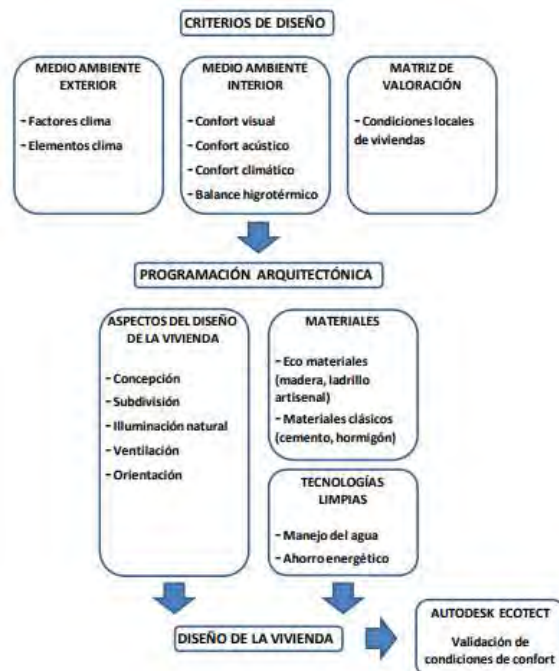 CRITERIOS DE DISEÑO
MEDIO AMBIENTE
EXTERIOR
- Factores clima
- Elementos clima
MEDIO AMBIENTE
INTERIOR
- Confort visual
- Confort acústico
- Confort climático
- Balance higrotérmico
MATRIZ DE
VALORACIÓN
- Condiciones locales
de viviendas
PROGRAMACIÓN ARQUITECTÓNICA
ASPECTOS DEL DISEÑO
DE LA VIVIENDA
- Concepción
- Subdivisión
- Illuminación natural
- Ventilación
- Orientación
MATERIALES
- Eco materiales
(madera, ladrillo
artisenal)
- Materiales clásicos
(cemento, hormigón)
TECNOLOGÍAS
LIMPIAS
- Manejo del agua
- Ahorro energético
DISEÑO DE LA VIVIENDA
AUTODESK ECOTECT
Validación de
condiciones de confort